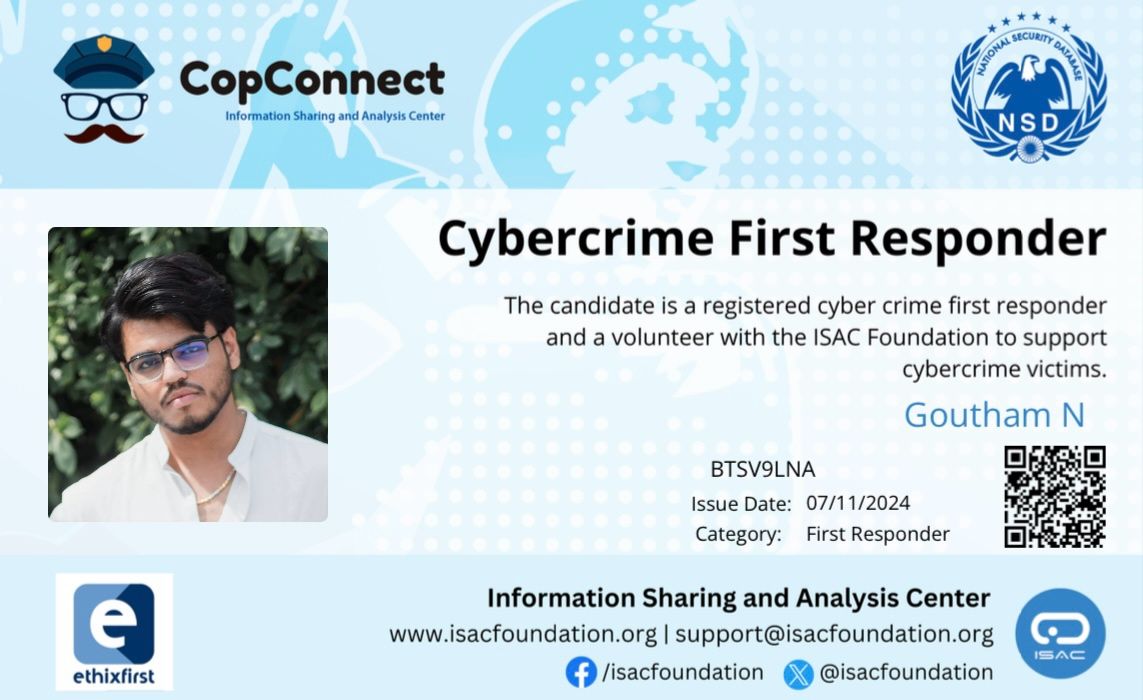 CopConnect
Information Sharing and Analysis Center
NATIONAL SECURITY DATABASE
NSD
Cybercrime First Responder
The candidate is a registered cyber crime first responder
and a volunteer with the ISAC Foundation to support
cybercrime victims.
Goutham N
BTSV9LNA
Issue Date: 07/11/2024
Category: First Responder
e
ethixfirst
Information Sharing and Analysis Center
www.isacfoundation.org | support@isacfoundation.org
/isacfoundation @isacfoundation
ISAC